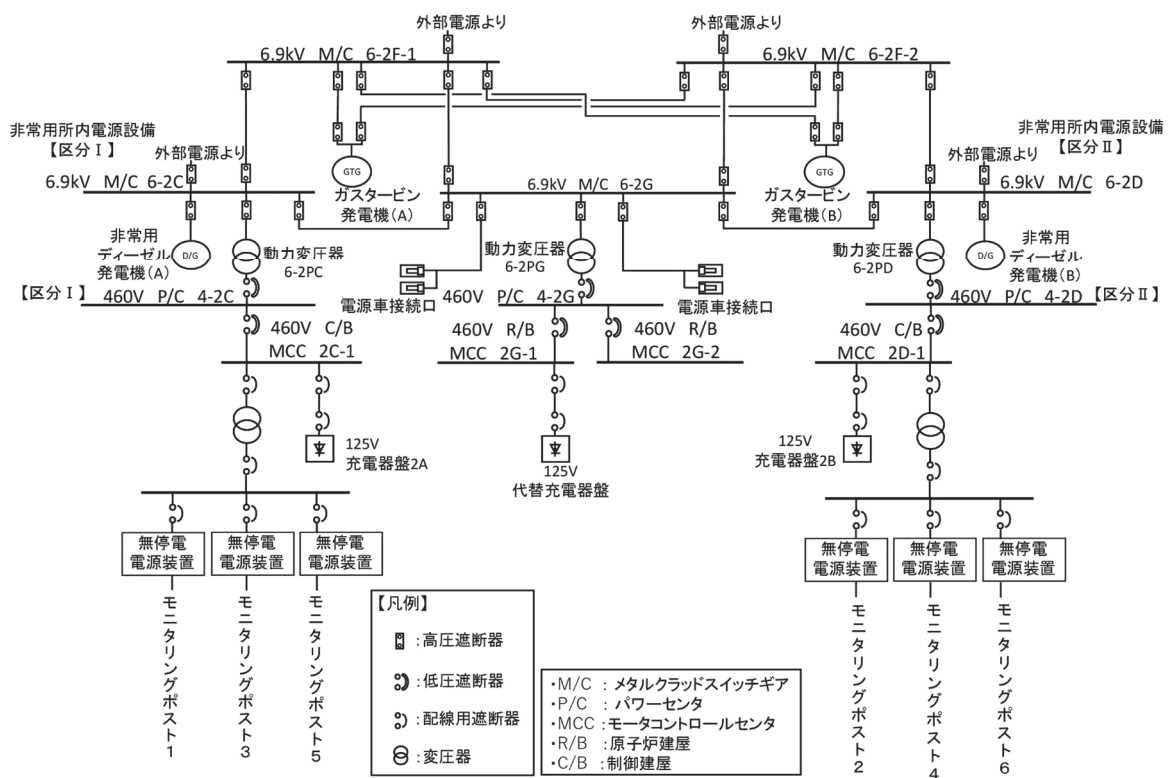 外部電源より
外部電源より
6.9kV M/C 6-2F-1
6.9kV M/C 6-2F-2
非常用所内電源設備
【区分Ⅰ】
外部電源より
6.9kV M/C 6-2C
GTG
ガスタービン
発電機(A)
6.9kV M/C 6-2G
GTG
ガスタービン
発電機(B)
非常用所内電源設備
【区分Ⅱ】
外部電源より
6.9kV M/C 6-2D
非常用
ディーゼル
発電機(A)
D/G
動力変圧器
6-2PC
動力変圧器
6-2PG
動力変圧器
6-2PD
D/G
非常用
ディーゼル
発電機(B)
【区分Ⅰ】
460V P/C 4-2C
電源車接続口
460V P/C 4-2G
電源車接続口
460V P/C 4-2D
【区分Ⅱ】
460V C/B
MCC 2C-1
460V R/B
MCC 2G-1
460V R/B
MCC 2G-2
460V C/B
MCC 2D-1
125V
充電器盤2A
125V
代替充電器盤
125V
充電器盤2B
無停電
電源装置
無停電
電源装置
無停電
電源装置
無停電
電源装置
無停電
電源装置
無停電
電源装置
モニタリングポスト1
モニタリングポスト3
モニタリングポスト5
モニタリングポスト2
モニタリングポスト4
モニタリングポスト6
【凡例】
:高圧遮断器
:低圧遮断器
:配線用遮断器
:変圧器
・M/C : メタルクラッドスイッチギア
・P/C : パワーセンタ
・MCC : モータコントロールセンタ
・R/B : 原子炉建屋
・C/B : 制御建屋